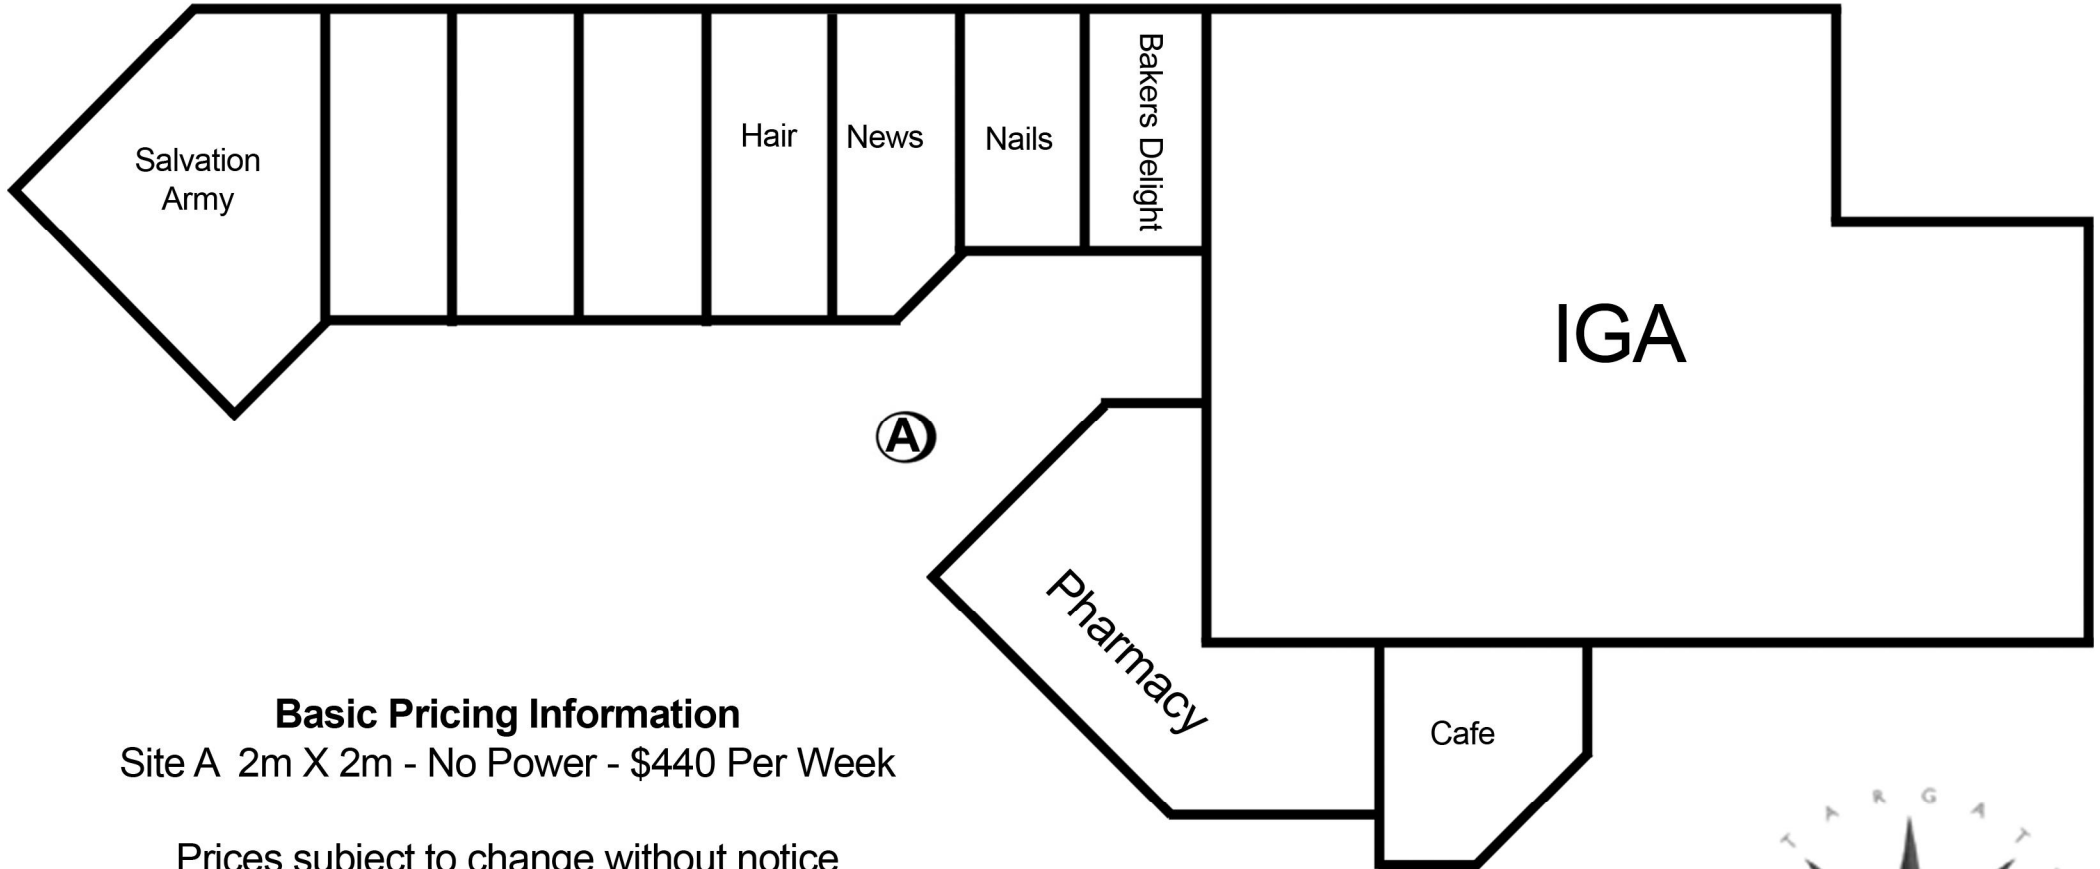 Salvation
Army
Hair
News
Nails
Bakers Delight
IGA
A
Pharmacy
Cafe
Basic Pricing Information
Site A 2m X 2m - No Power - $440 Per Week
Prices subject to change without notice
T A R G A T